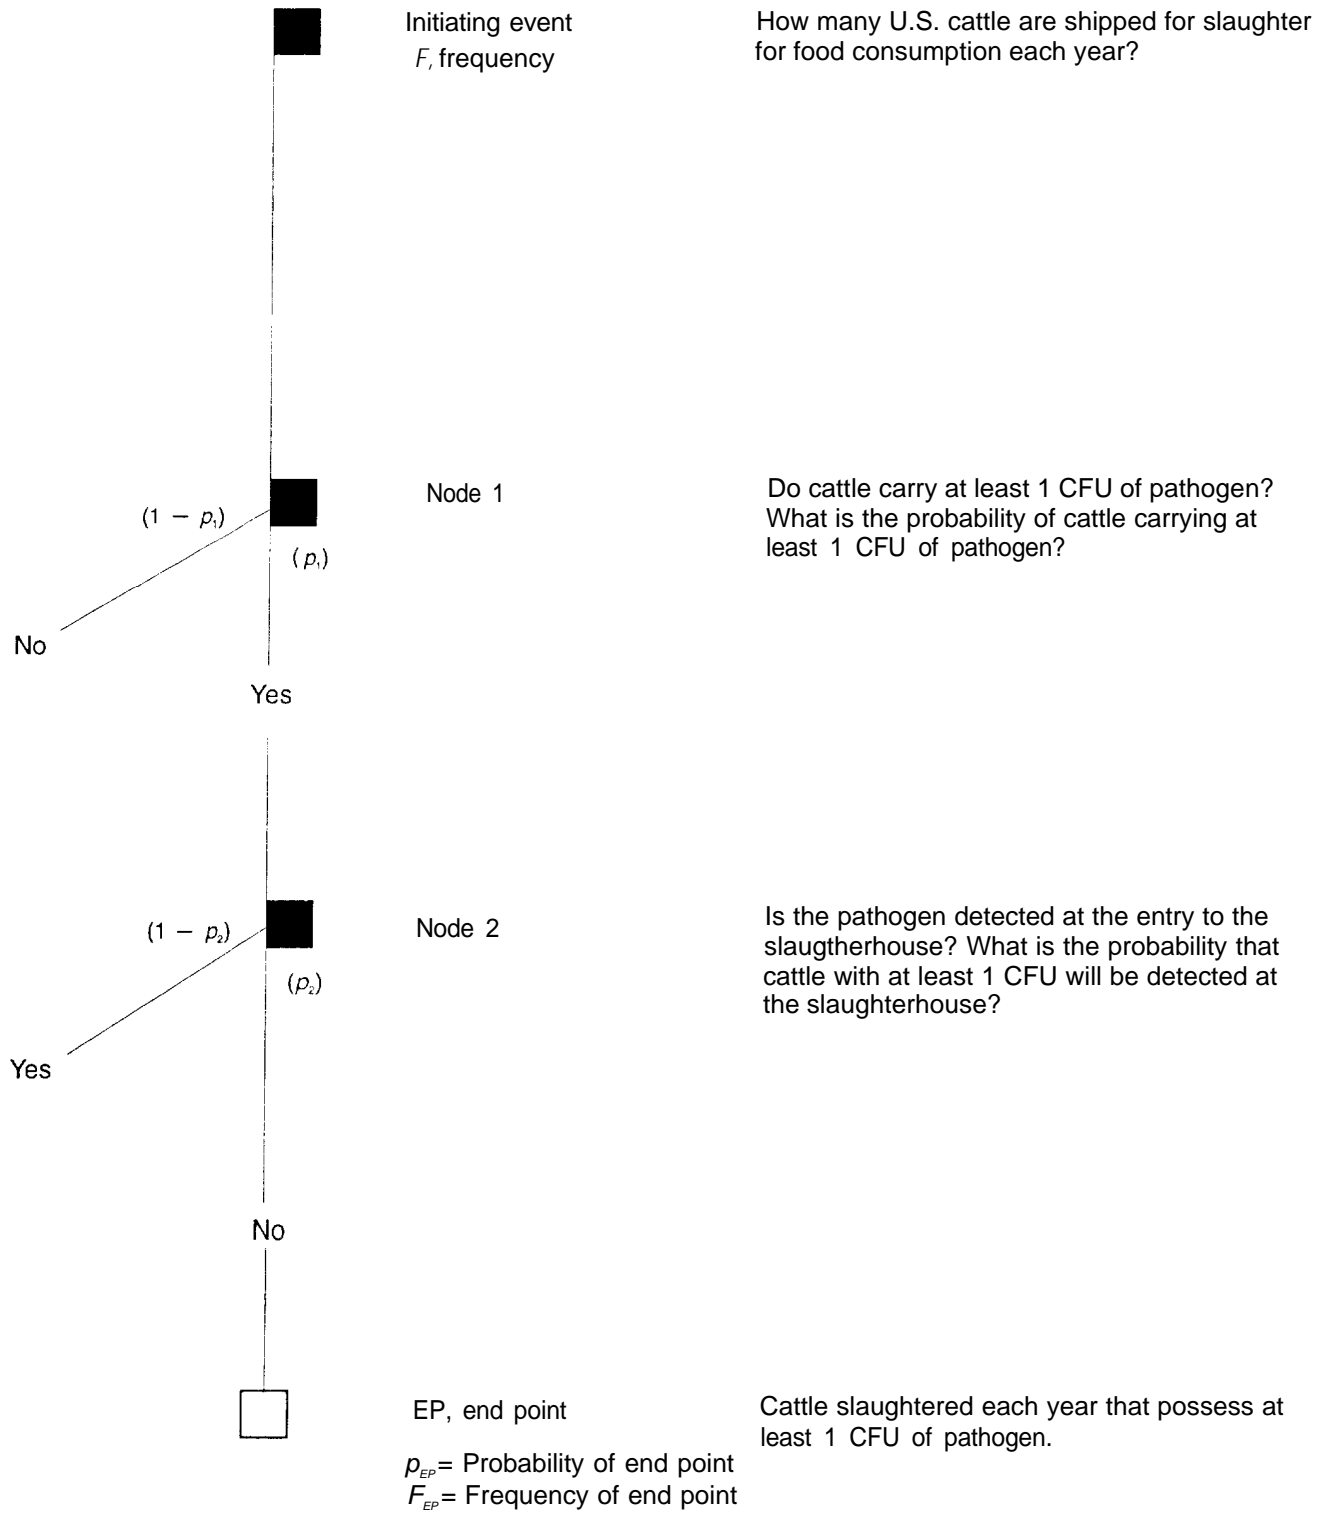 Initiating event
F, frequency
How many U.S. cattle are shipped for slaughter
for food consumption each year?
Node 1
Do cattle carry at least 1 CFU of pathogen?
What is the probability of cattle carrying at
least 1 CFU of pathogen?
(1 − p₁)
(p₁)
No
Yes
Node 2
Is the pathogen detected at the entry to the
slaugtherhouse? What is the probability that
cattle with at least 1 CFU will be detected at
the slaughterhouse?
(1 − p₂)
(p₂)
Yes
No
EP, end point
Cattle slaughtered each year that possess at
least 1 CFU of pathogen.
p_EP = Probability of end point
F_EP = Frequency of end point